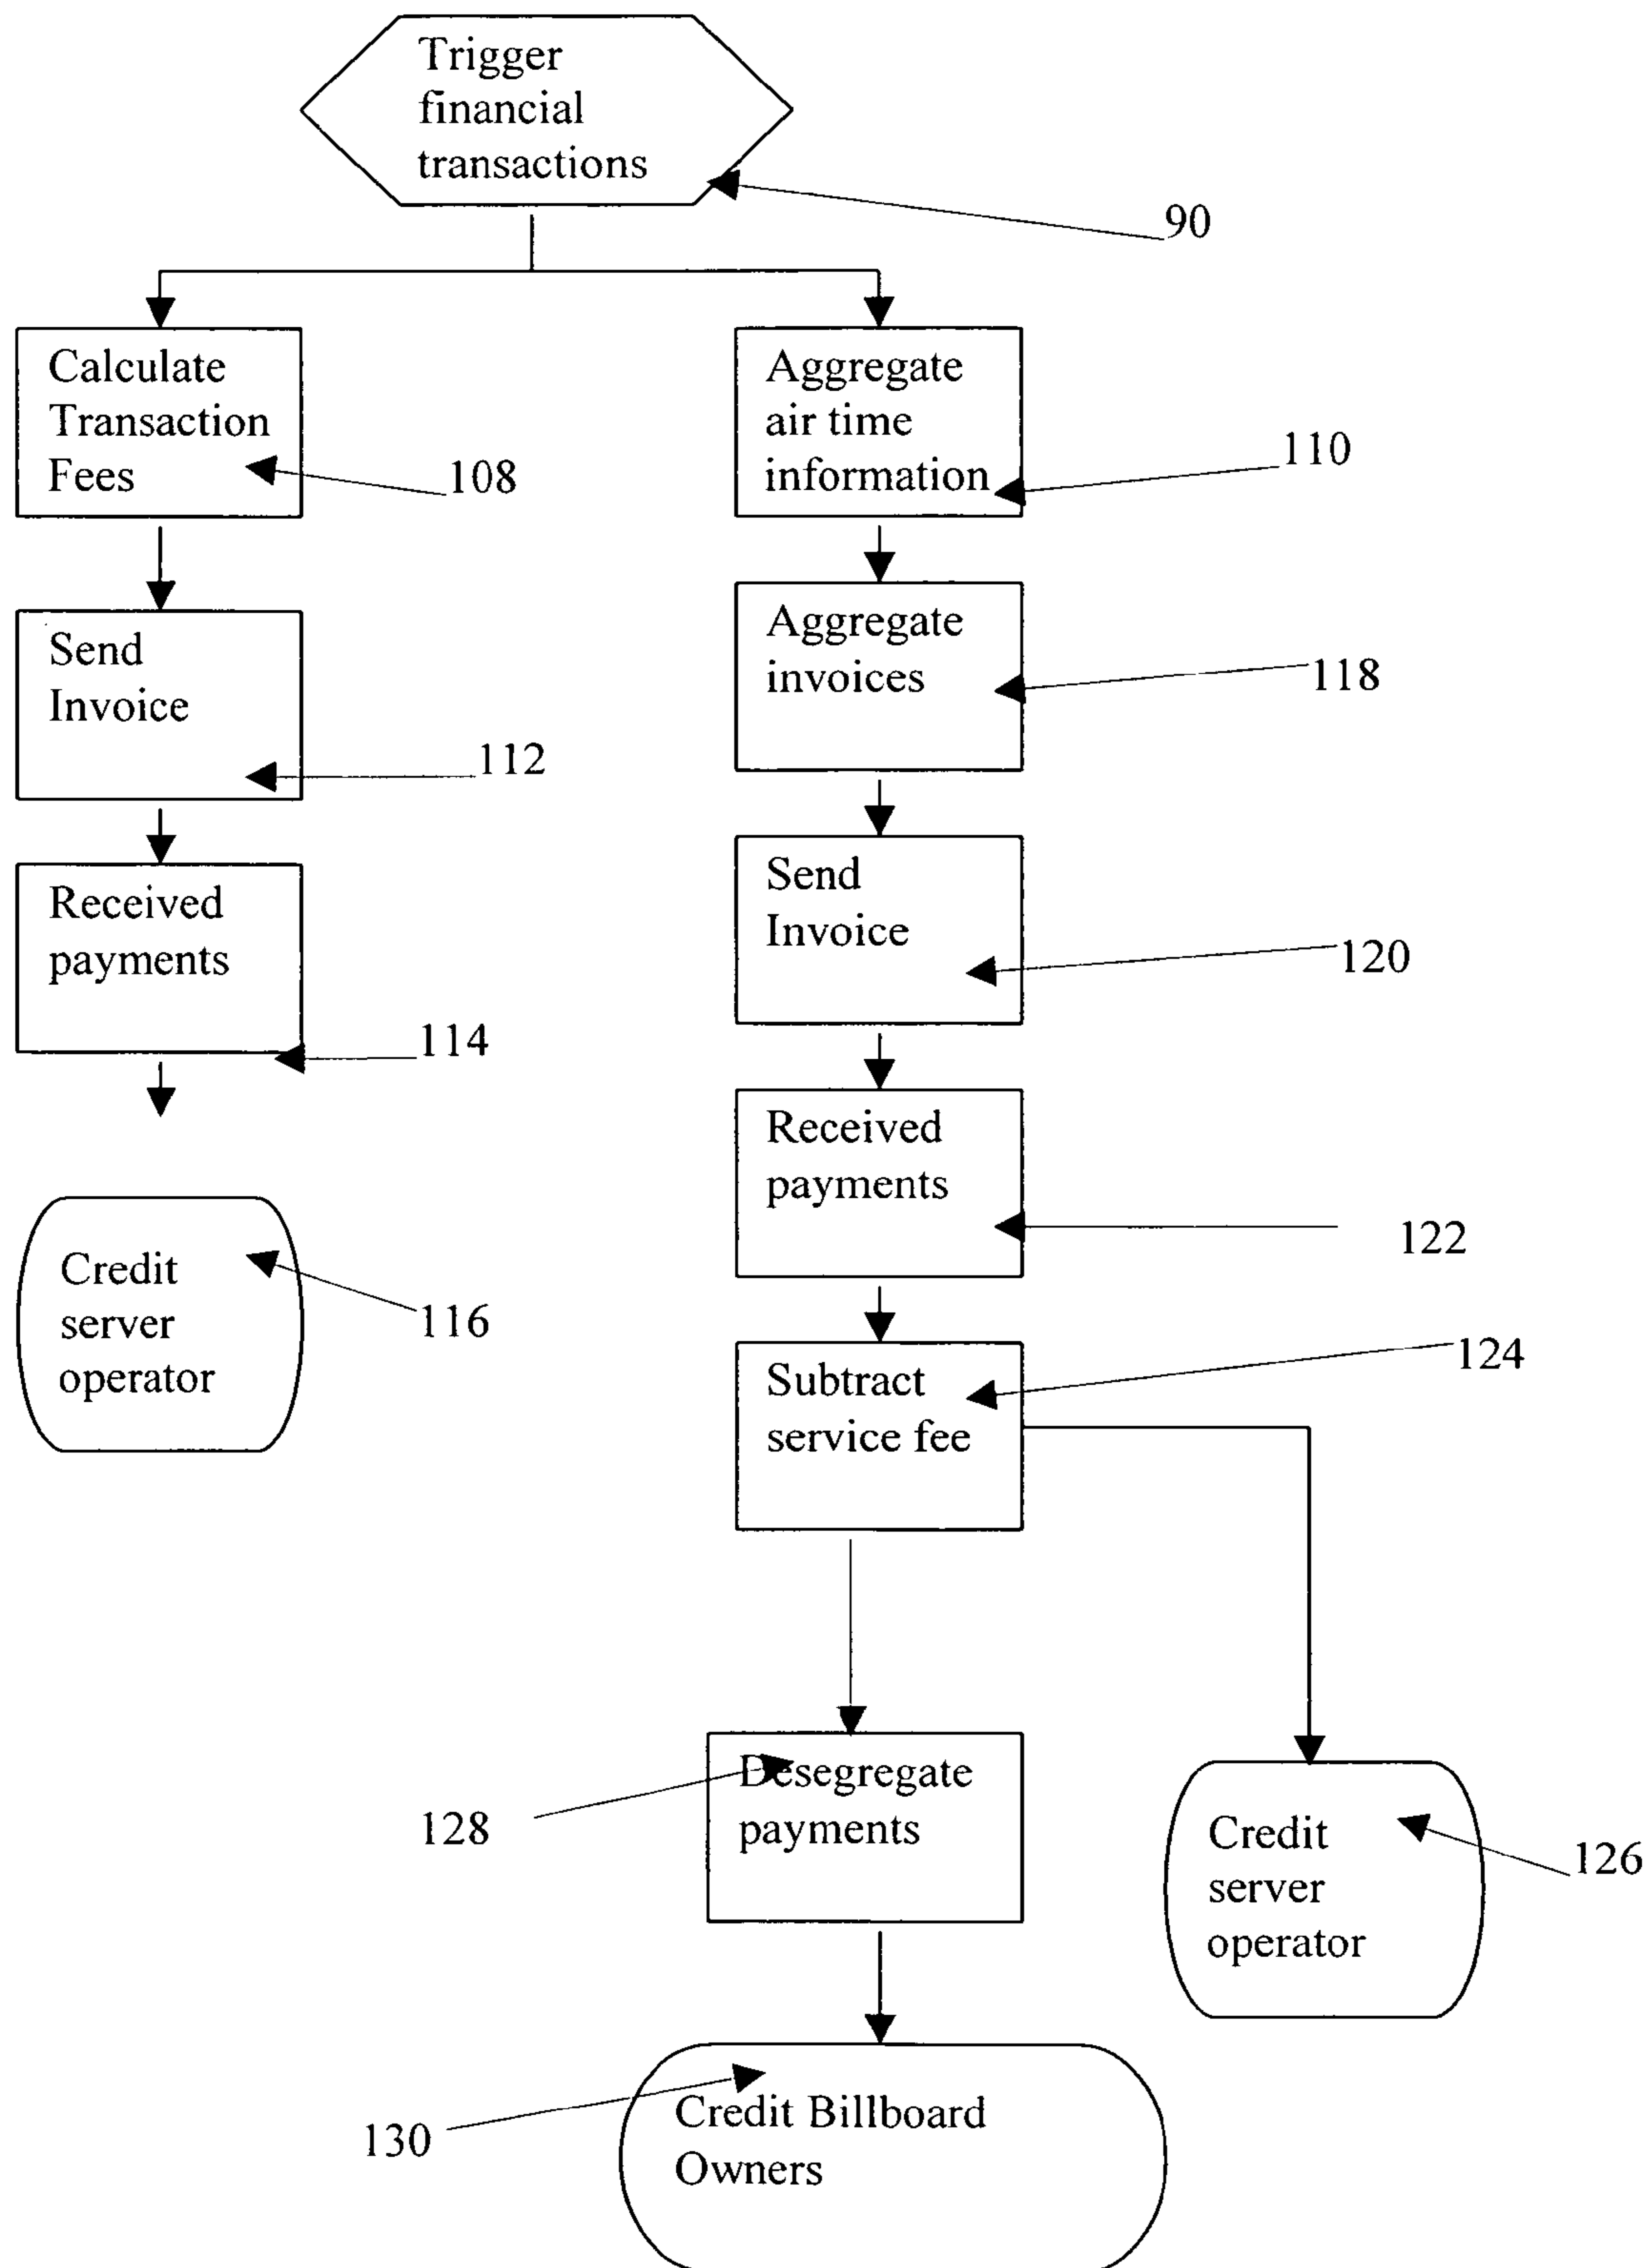 Trigger
financial
transactions
90
Calculate
Transaction
Fees
108
Aggregate
air time
information
110
Send
Invoice
112
Aggregate
invoices
118
Received
payments
114
Send
Invoice
120
Credit
server
operator
116
Received
payments
122
Subtract
service fee
124
Desegregate
payments
128
Credit
server
operator
126
Credit Billboard
Owners
130